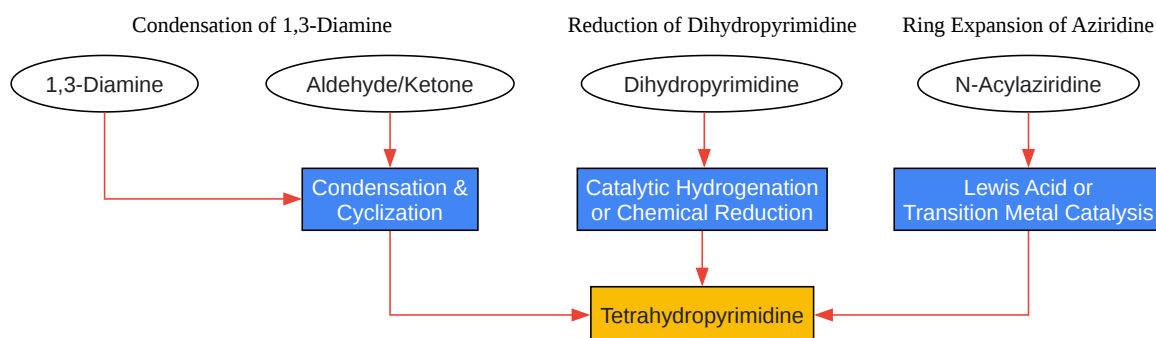 Condensation of 1,3-Diamine
Reduction of Dihydropyrimidine
Ring Expansion of Aziridine
1,3-Diamine
Aldehyde/Ketone
Dihydropyrimidine
N-Acylaziridine
Condensation &
Cyclization
Catalytic Hydrogenation
or Chemical Reduction
Lewis Acid or
Transition Metal Catalysis
Tetrahydropyrimidine